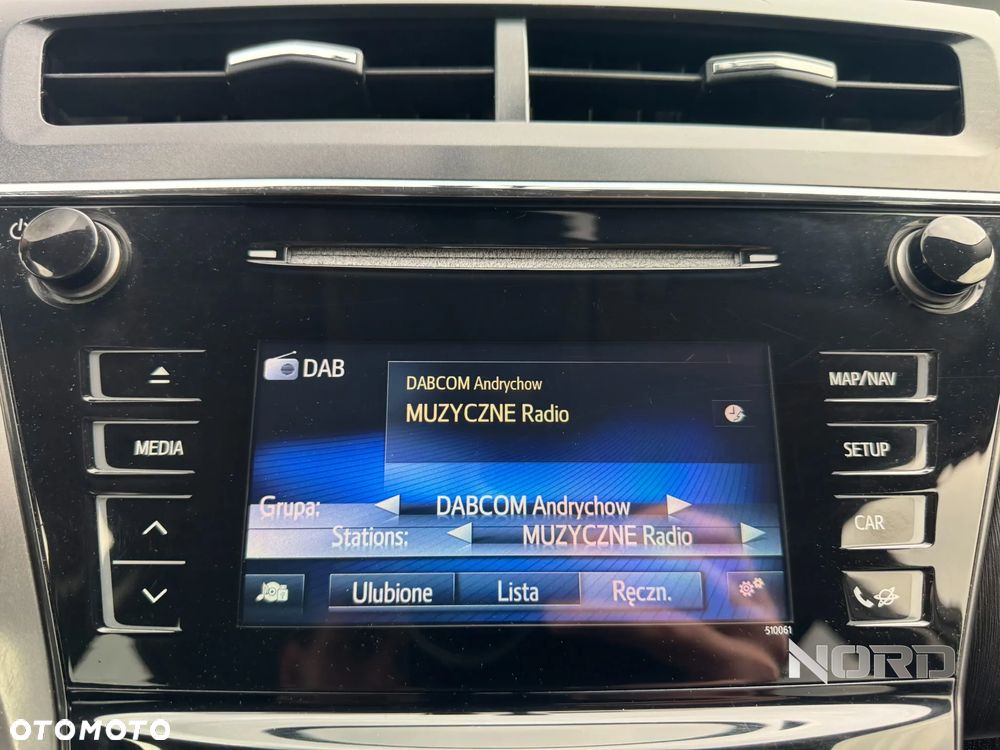 DAB
DABCOM Andrychow
MUZYCZNE Radio
MAP/NAV
MEDIA
SETUP
Grupa: DABCOM Andrychow
Stations: MUZYCZNE Radio
CAR
Ulubione Lista Ręczn.
510061
NORD
OTOMOTO